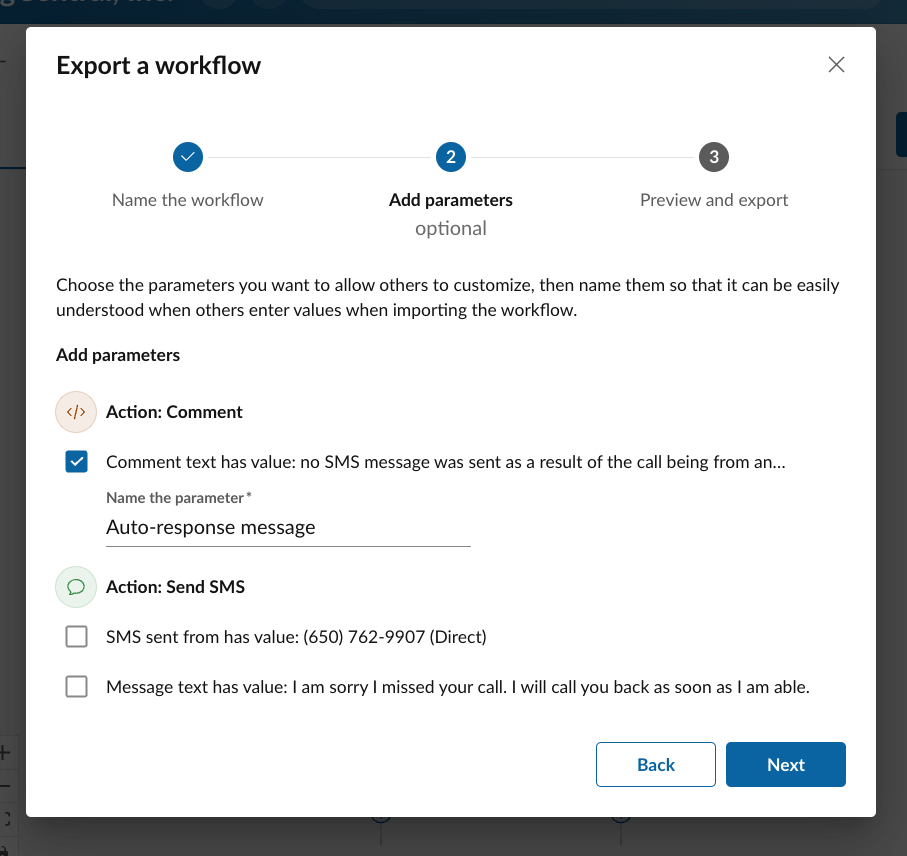 Export a workflow
2
3
Name the workflow
Add parameters
Preview and export
optional
Choose the parameters you want to allow others to customize, then name them so that it can be easily
understood when others enter values when importing the workflow.
Add parameters
</> Action: Comment
Comment text has value: no SMS message was sent as a result of the call being from an...
Name the parameter*
Auto-response message
Action: Send SMS
SMS sent from has value: (650) 762-9907 (Direct)
Message text has value: I am sorry I missed your call. I will call you back as soon as I am able.
Back
Next